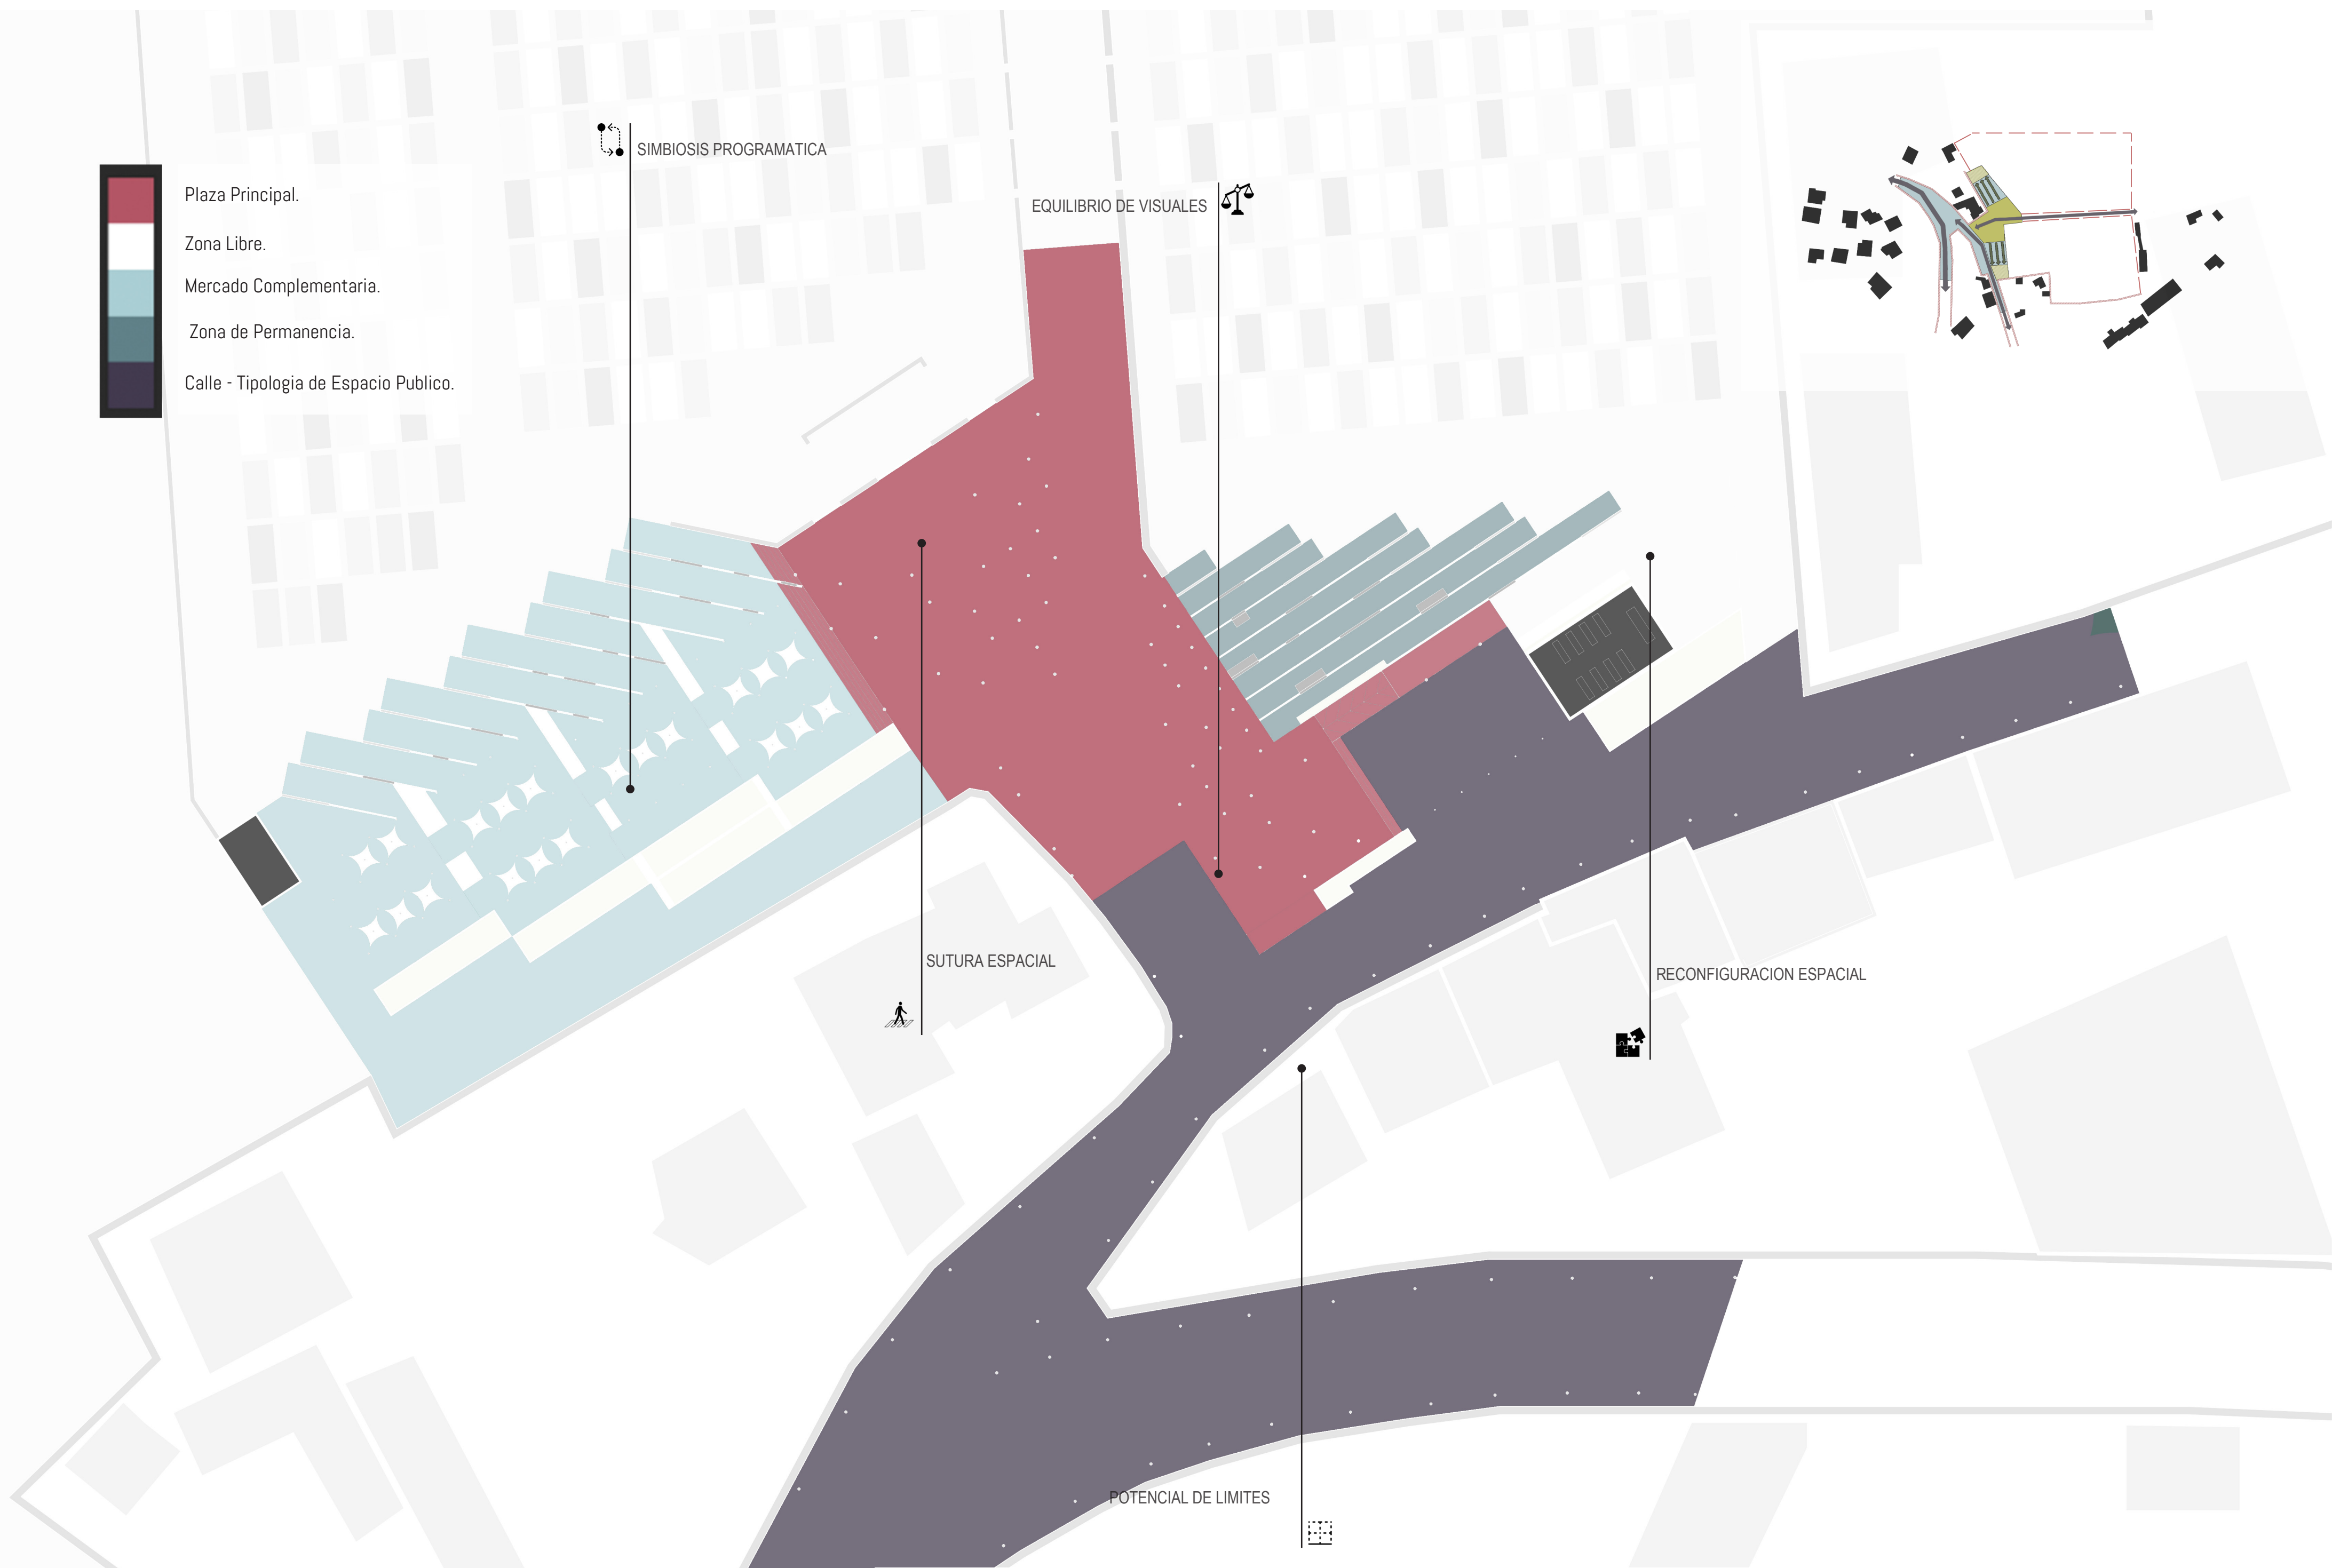 SIMBIOSIS PROGRAMATICA
Plaza Principal.
EQUILIBRIO DE VISUALES
Zona Libre.
Mercado Complementaria.
Zona de Permanencia.
Calle - Tipologia de Espacio Publico.
SUTURA ESPACIAL
RECONFIGURACION ESPACIAL
POTENCIAL DE LIMITES